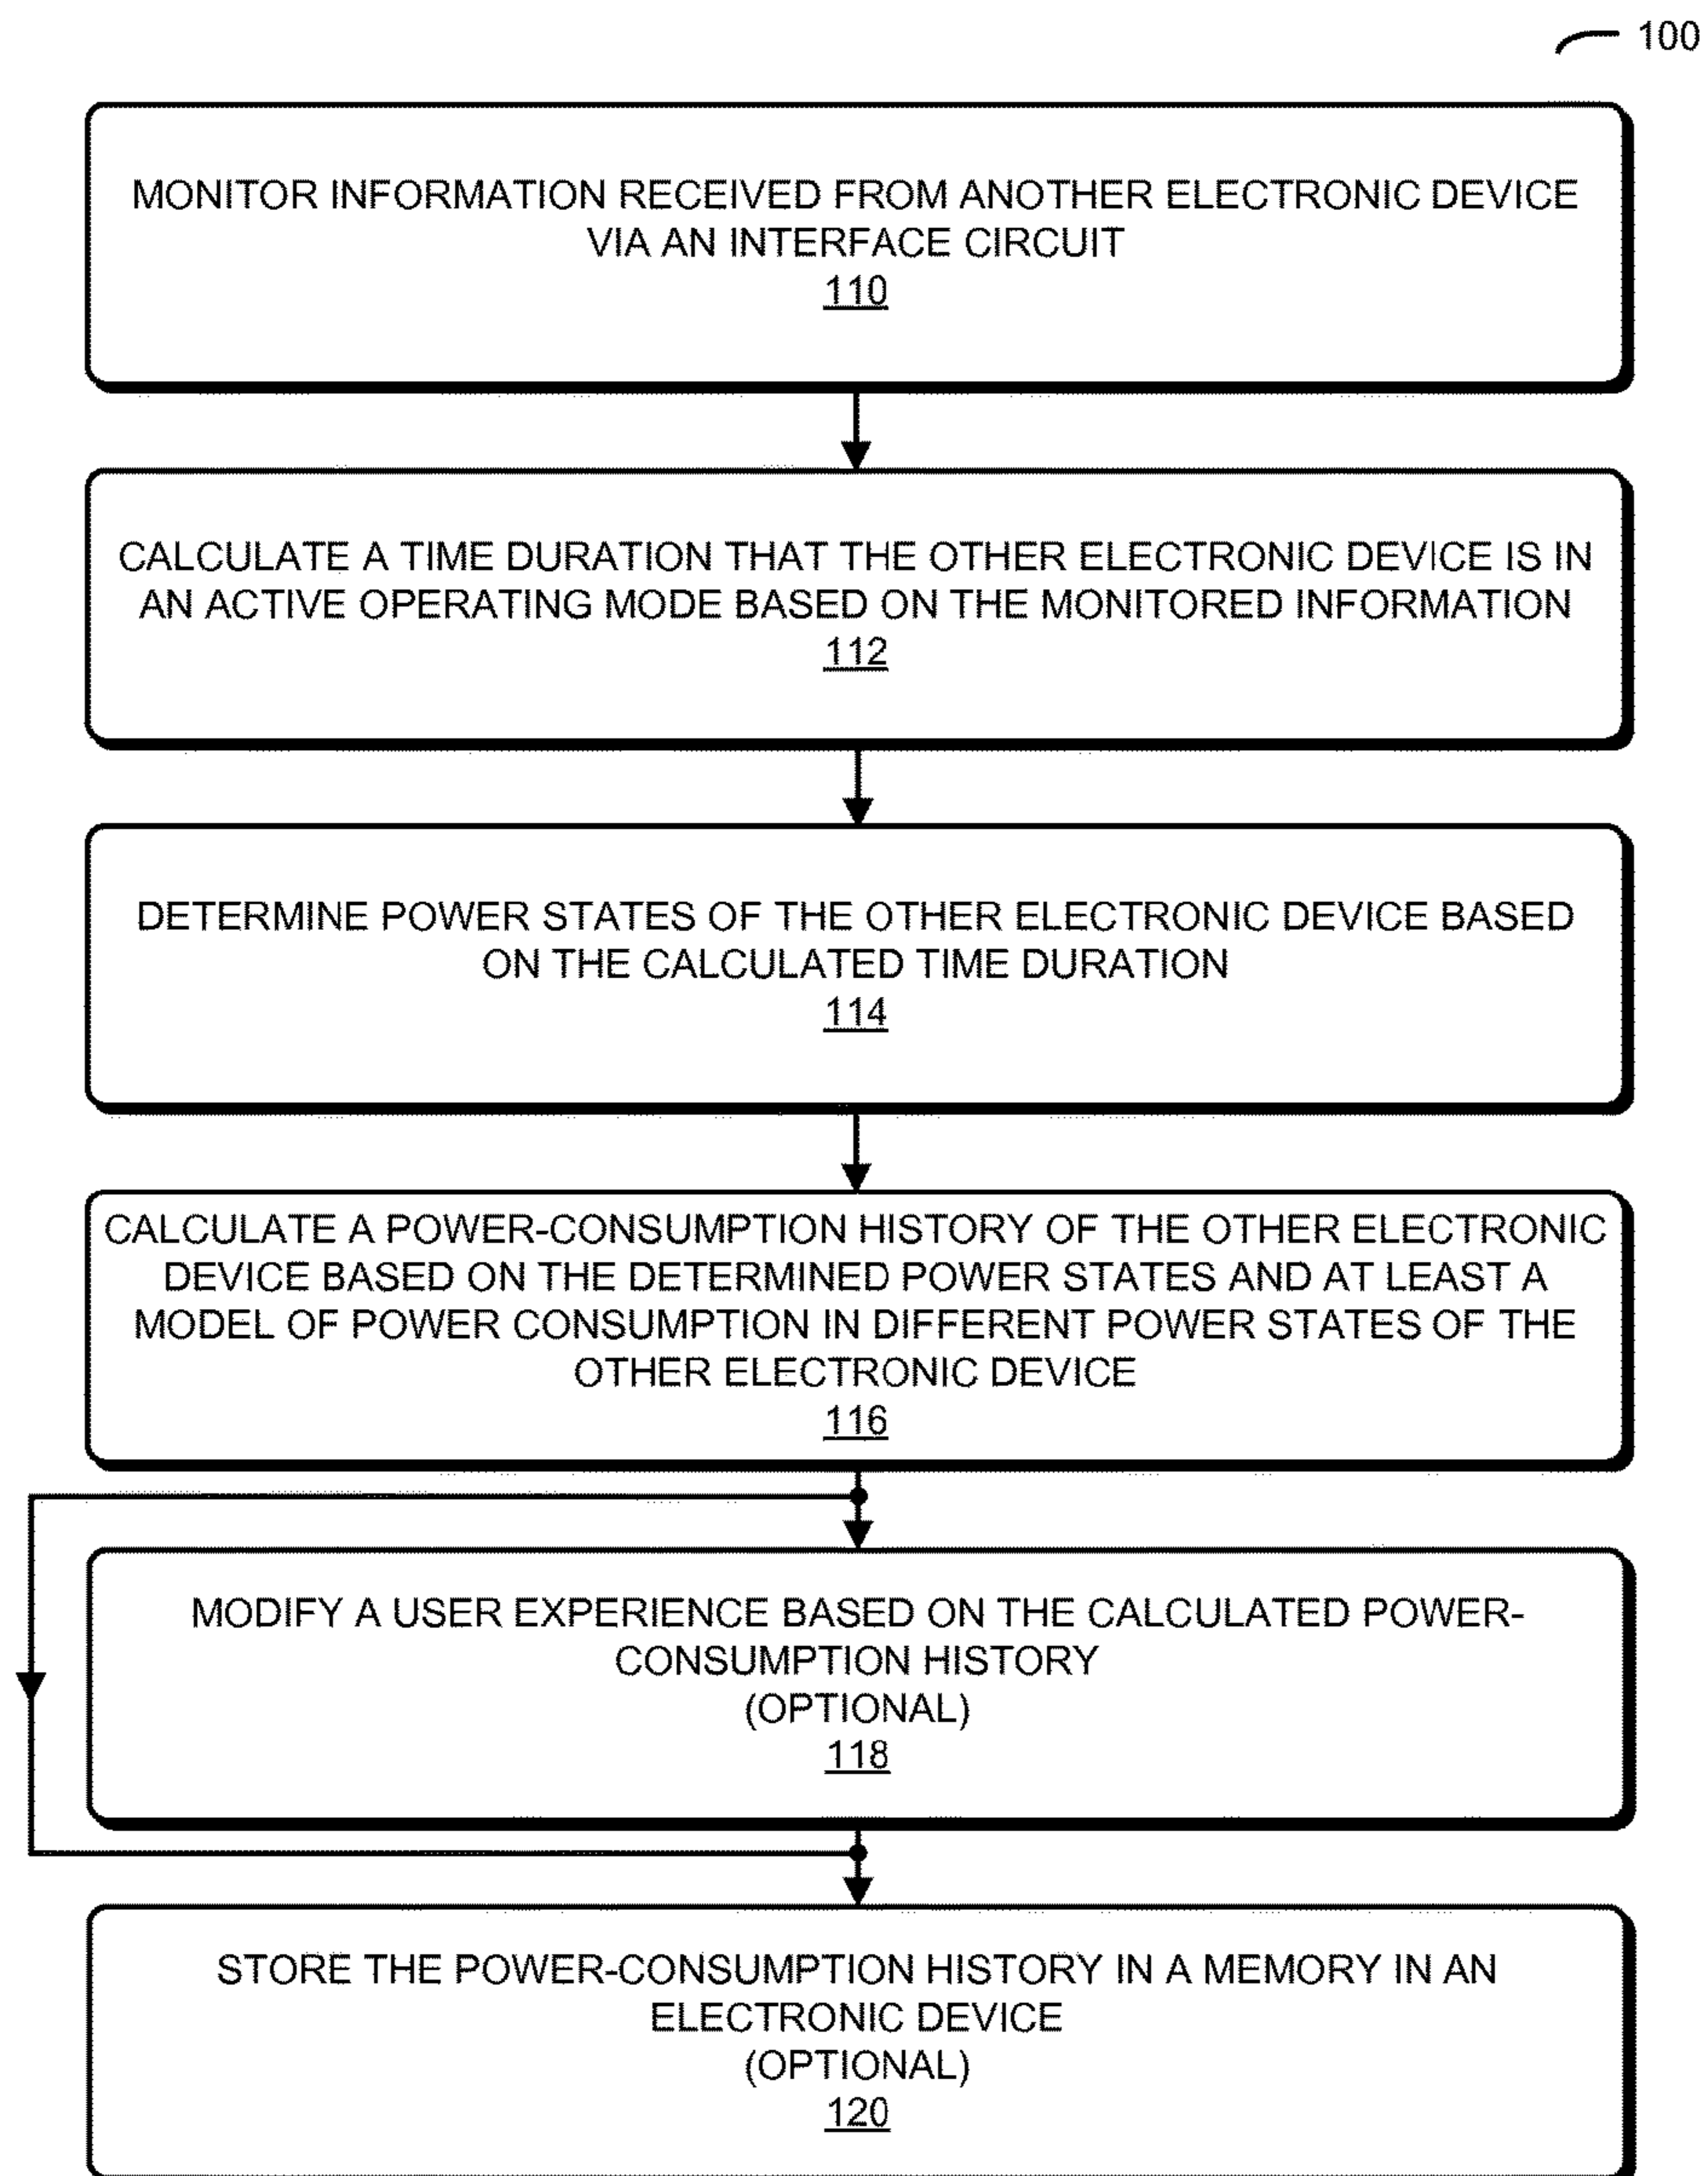 100
MONITOR INFORMATION RECEIVED FROM ANOTHER ELECTRONIC DEVICE
VIA AN INTERFACE CIRCUIT
110
CALCULATE A TIME DURATION THAT THE OTHER ELECTRONIC DEVICE IS IN
AN ACTIVE OPERATING MODE BASED ON THE MONITORED INFORMATION
112
DETERMINE POWER STATES OF THE OTHER ELECTRONIC DEVICE BASED
ON THE CALCULATED TIME DURATION
114
CALCULATE A POWER-CONSUMPTION HISTORY OF THE OTHER ELECTRONIC
DEVICE BASED ON THE DETERMINED POWER STATES AND AT LEAST A
MODEL OF POWER CONSUMPTION IN DIFFERENT POWER STATES OF THE
OTHER ELECTRONIC DEVICE
116
MODIFY A USER EXPERIENCE BASED ON THE CALCULATED POWER-
CONSUMPTION HISTORY
(OPTIONAL)
118
STORE THE POWER-CONSUMPTION HISTORY IN A MEMORY IN AN
ELECTRONIC DEVICE
(OPTIONAL)
120